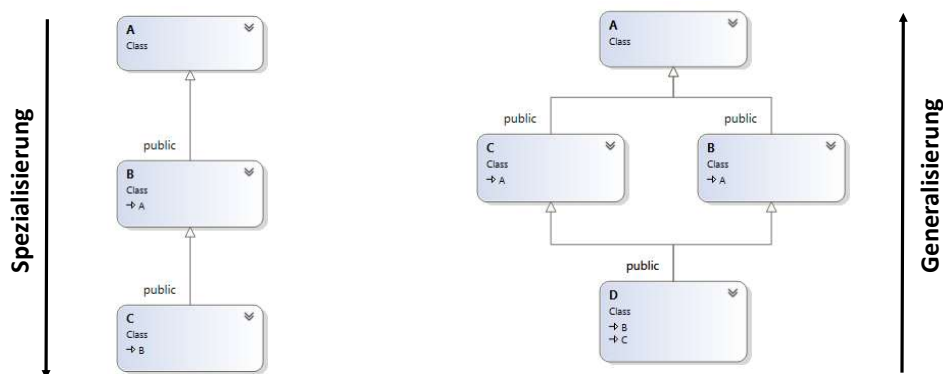 Spezialisierung
A
Class
public
B
Class
A
public
C
Class
B
A
Class
public
public
C
Class
A
B
Class
A
public
D
Class
B
C
Generalisierung